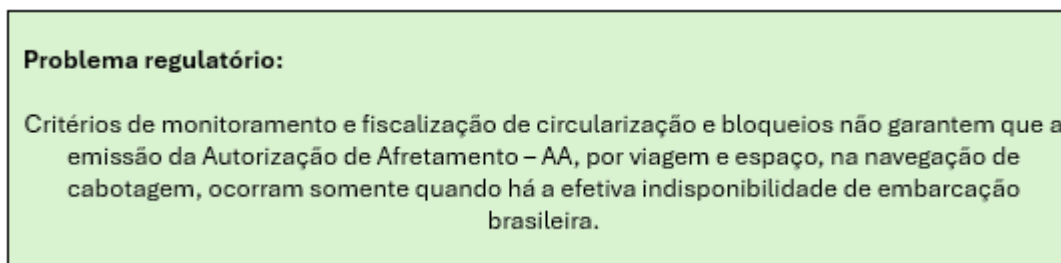 Problema regulatório:
Critérios de monitoramento e fiscalização de circularização e bloqueios não garantem que a
emissão da Autorização de Afretamento – AA, por viagem e espaço, na navegação de
cabotagem, ocorram somente quando há a efetiva indisponibilidade de embarcação
brasileira.